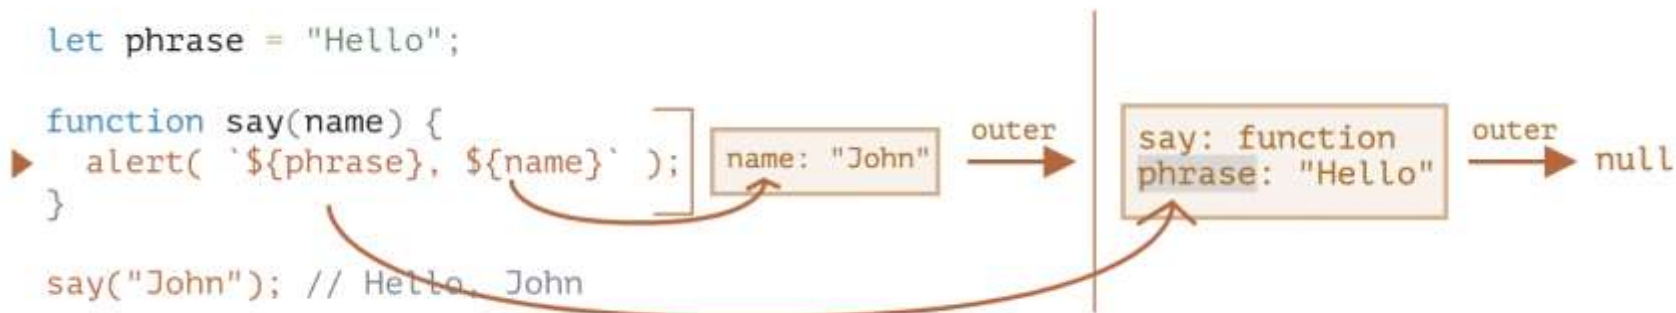 let phrase = "Hello";
function say(name) {
alert( `${phrase}, ${name}` );
}
say("John"); // Hello, John
name: "John"
outer
say: function
phrase: "Hello"
outer
null